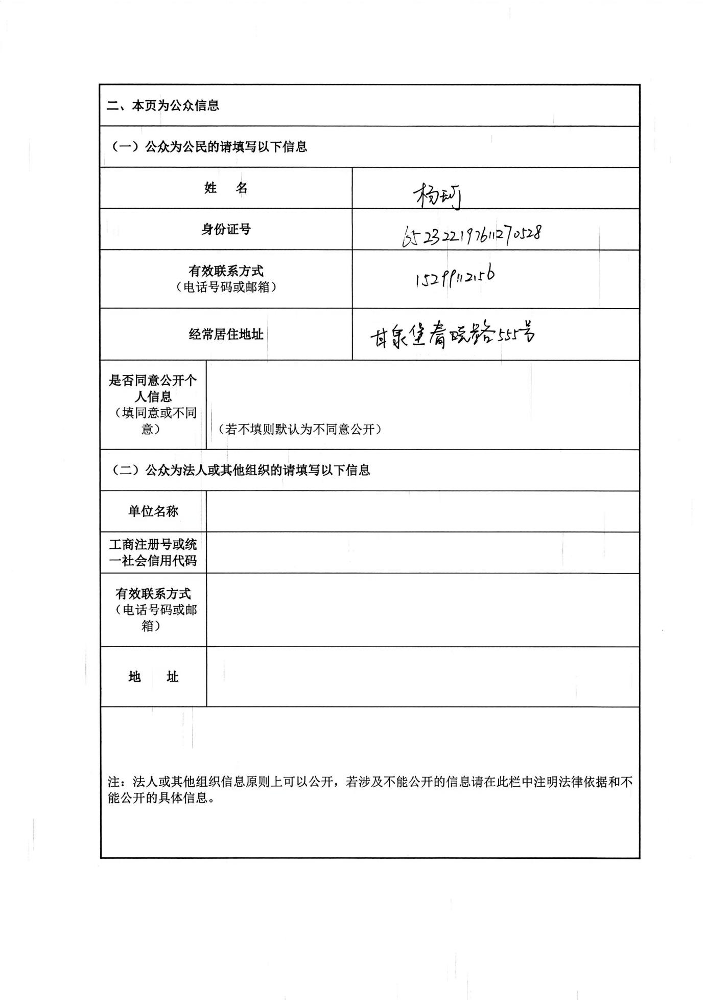 二、本页为公众信息
（一）公众为公民的请填写以下信息
姓　名
杨珂
身份证号
652322197611270528
有效联系方式
（电话号码或邮箱）
15299112156
经常居住地址
甘泉堡春晓路555号
是否同意公开个
人信息
（填同意或不同
意）
（若不填则默认为不同意公开）
（二）公众为法人或其他组织的请填写以下信息
单位名称
工商注册号或统
一社会信用代码
有效联系方式
（电话号码或邮
箱）
地　址
注：法人或其他组织信息原则上可以公开，若涉及不能公开的信息请在此栏中注明法律依据和不
能公开的具体信息。